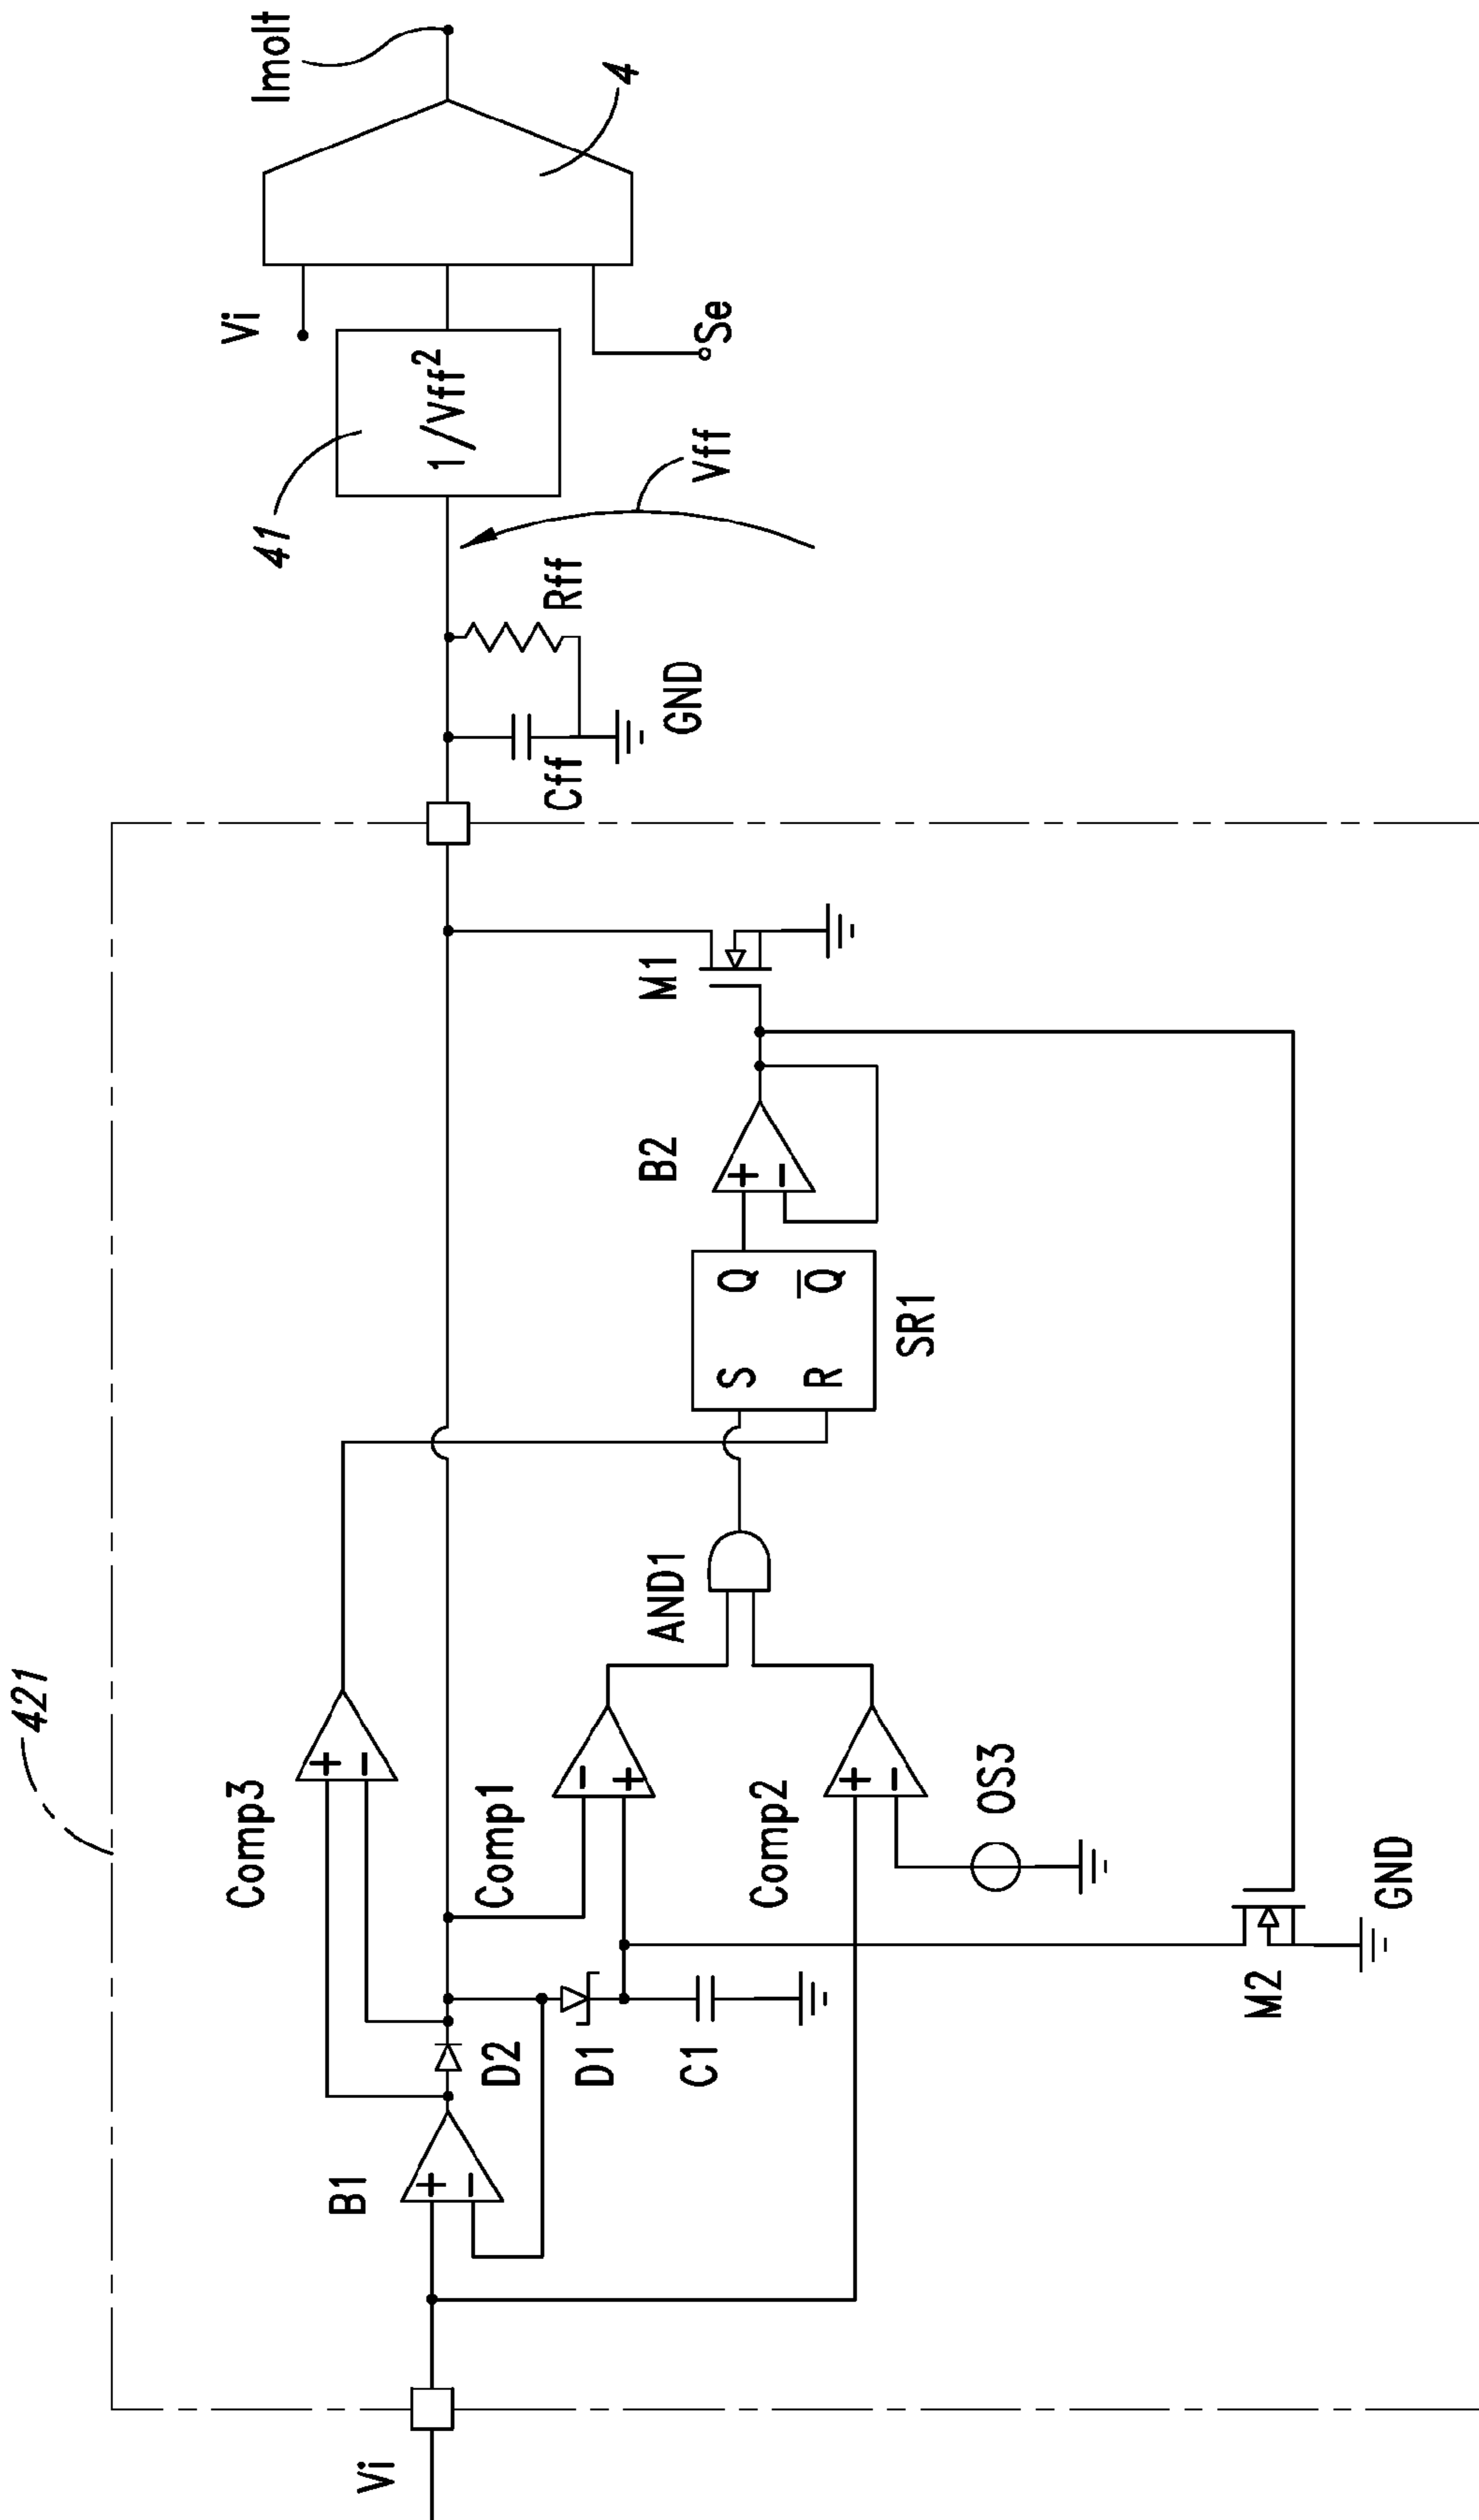 421
Vi
B1
+
-
D2
D1
C1
Comp3
+
-
Comp1
-
+
Comp2
+
-
OS3
M2
GND
AND1
S
R
Q
Q̅
SR1
B2
+
-
M1
Cff
Rff
GND
Vff
41
1/Vff²
Vi
Se
4
Imolt